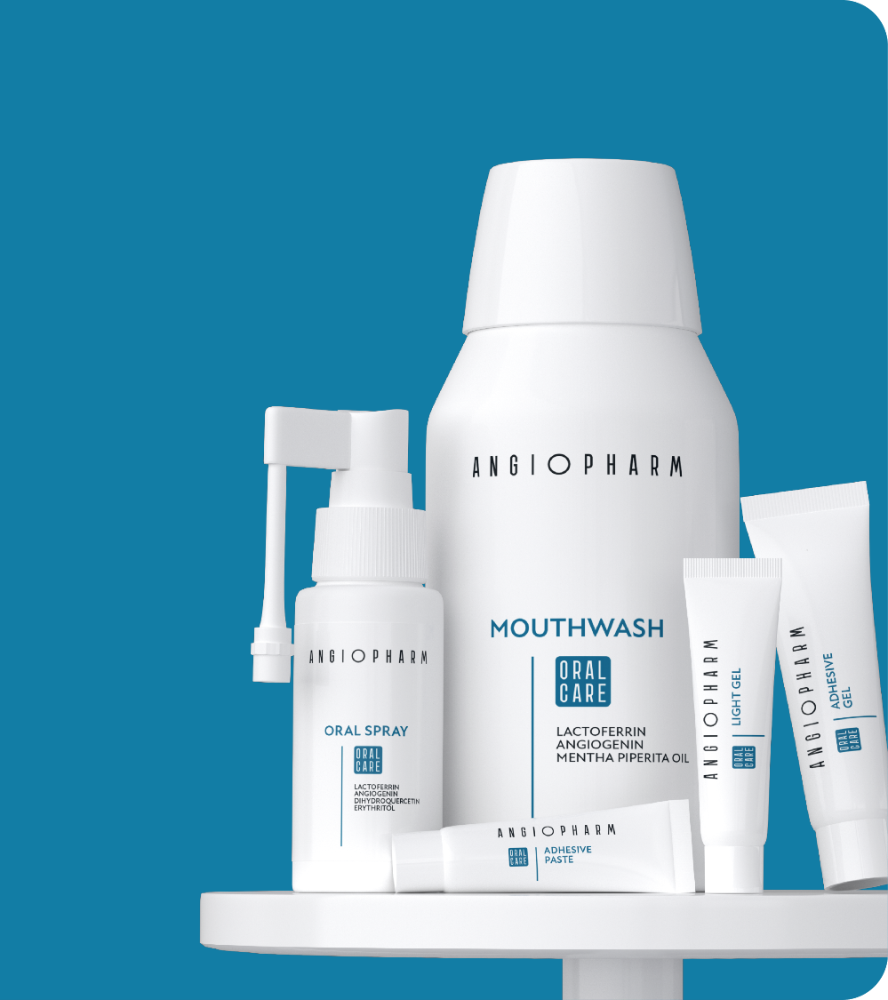 ANGIOPHARM
MOUTHWASH
ORAL
CARE
LACTOFERRIN
ANGIOGENIN
MENTHA PIPERITA OIL
ANGIOPHARM
ORAL SPRAY
ORAL
CARE
LACTOFERRIN
ANGIOGENIN
DIHYDROQUERCETIN
ERYTHRITOL
ANGIOPHARM
ORAL
CARE
ADHESIVE
PASTE
ANGIOPHARM
LIGHT GEL
ORAL
CARE
ANGIOPHARM
ADHESIVE
GEL
ORAL
CARE